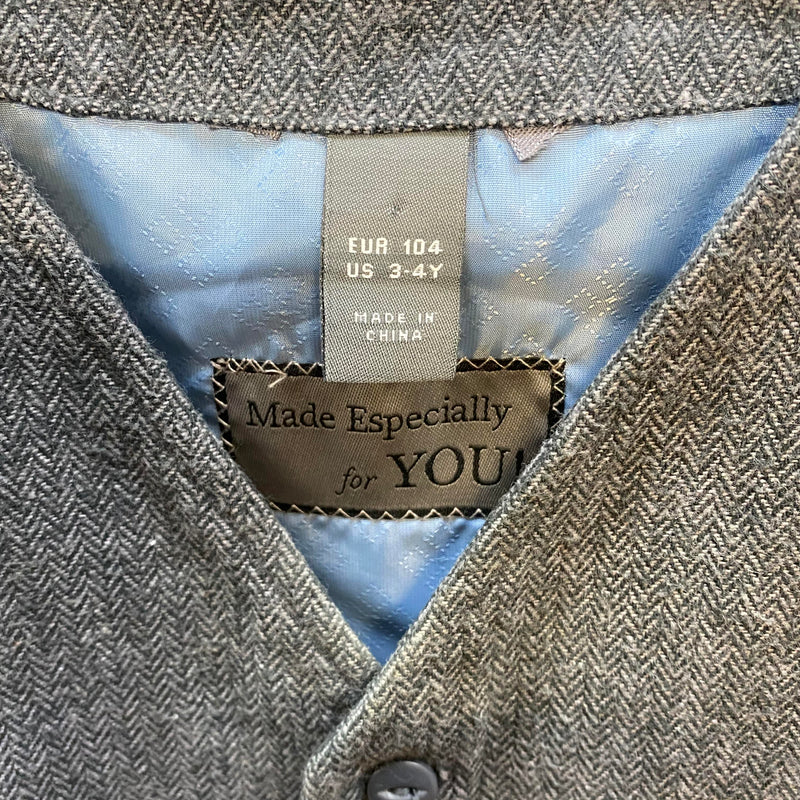 EUR 104
US 3-4Y
MADE IN
CHINA
Made Especially
for YOU!